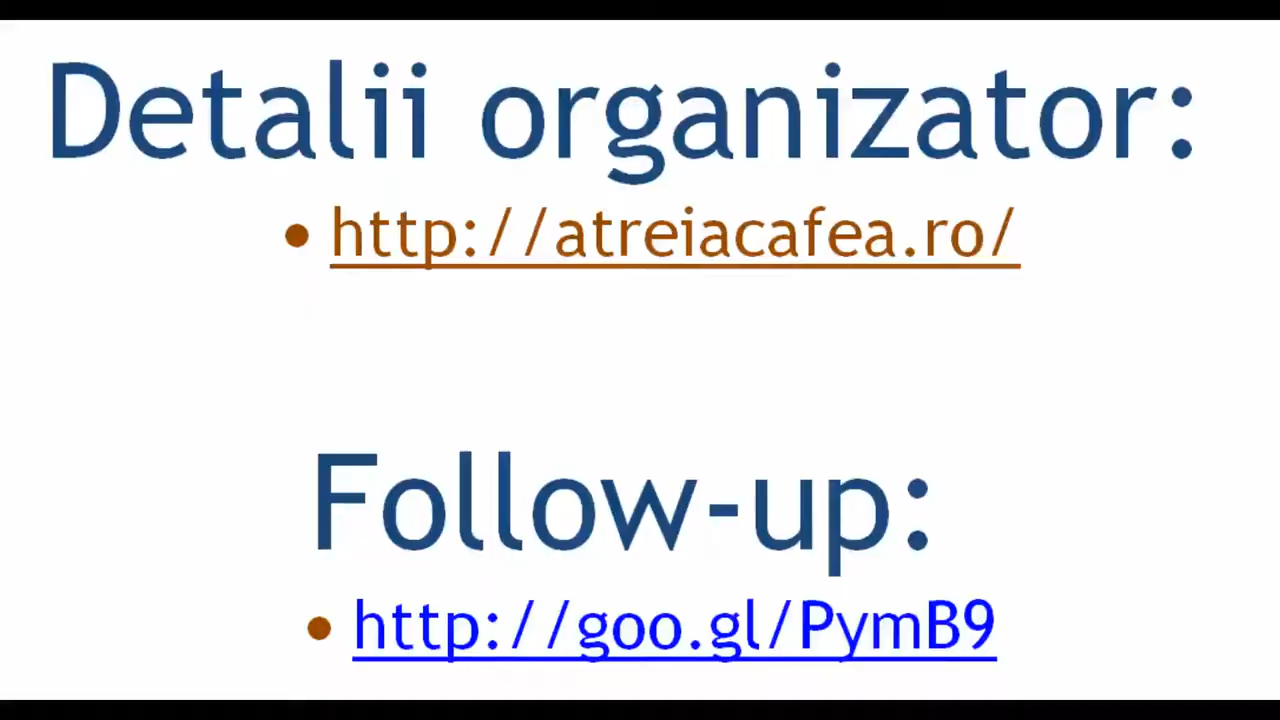 Detalii organizator:
• http://atreiacafea.ro/
Follow-up:
• http://goo.gl/PymB9